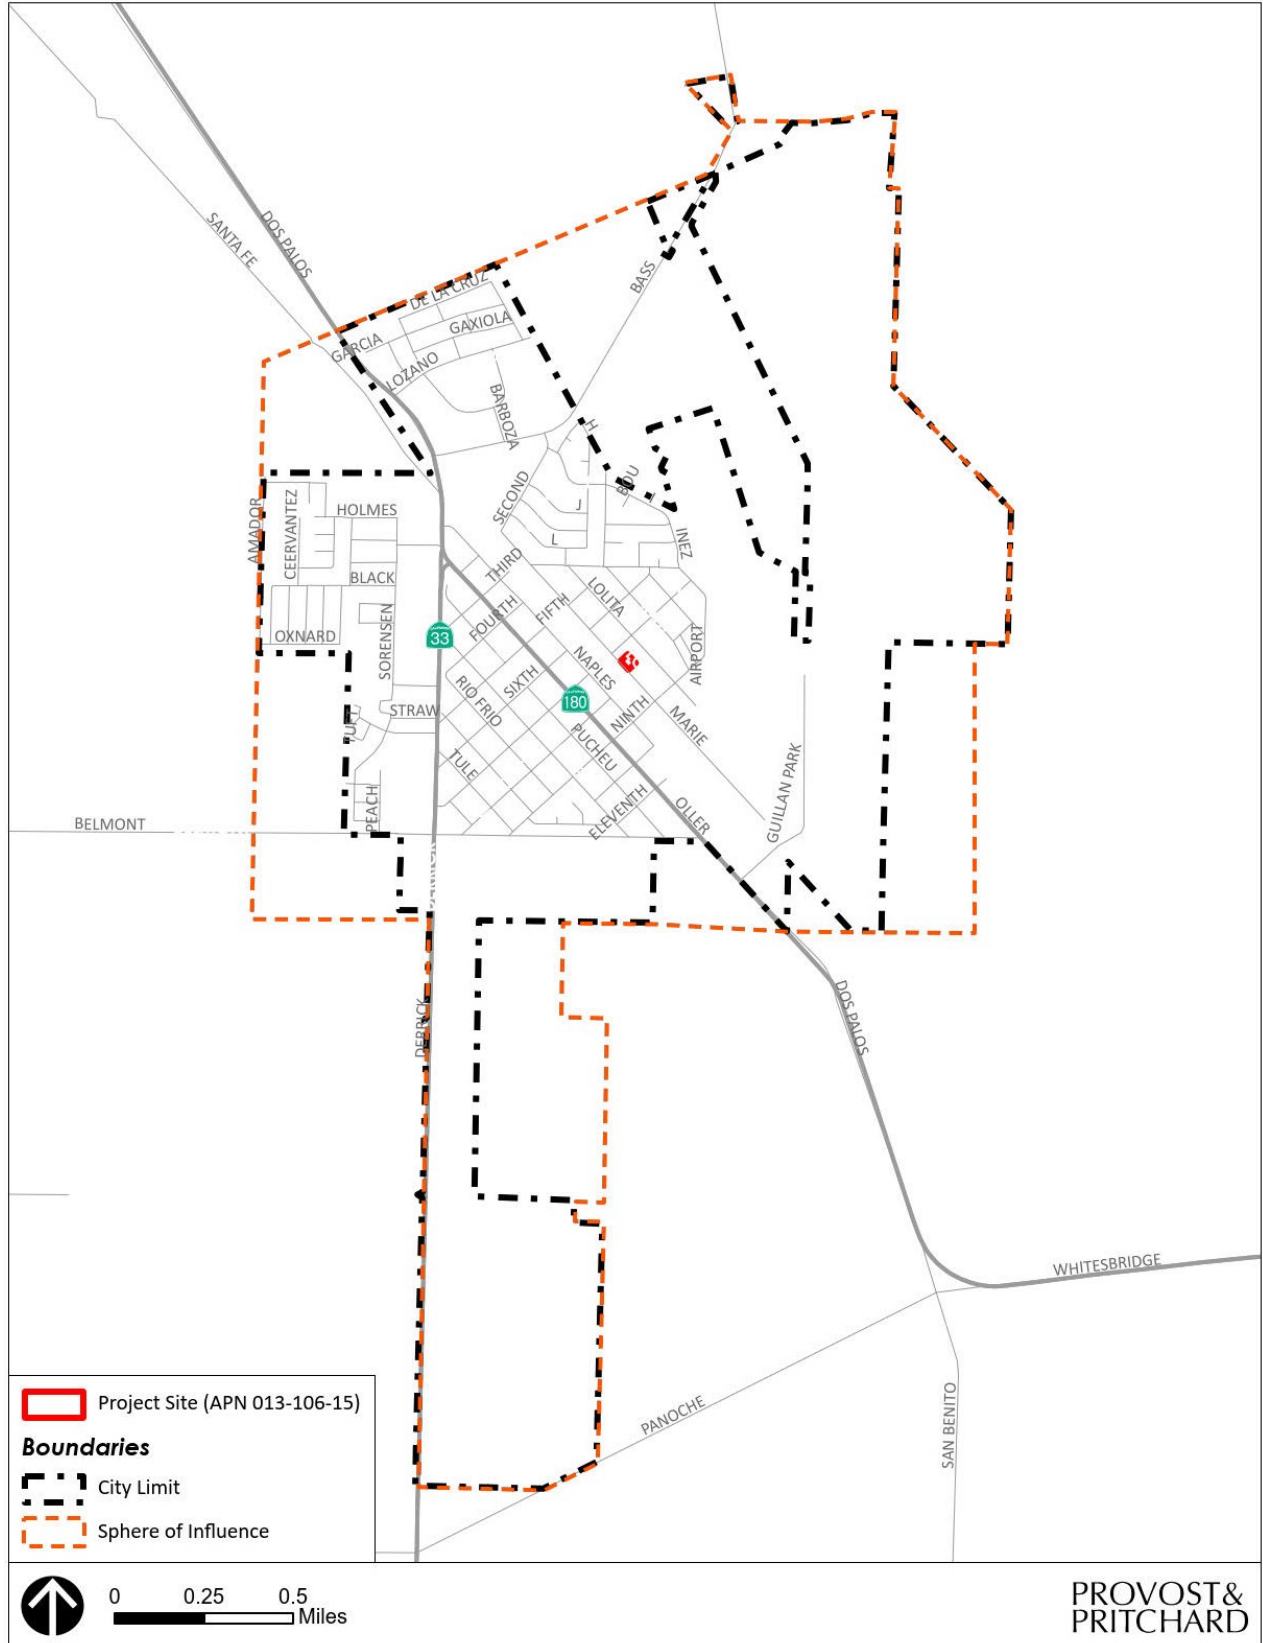 SANTA FE
DOS PALOS
BASS
DE LA CRUZ
GAXIOLA
GARCIA
LOZANO
BARBOZA
H
BOU
SECOND
J
L
INEZ
AMADOR
CEERVANTEZ
HOLMES
BLACK
OXNARD
SORENSEN
THIRD
FOURTH
FIFTH
LOLITA
AIRPORT
33
NAPLES
SIXTH
RIO FRIO
180
NINTH
MARIE
STRAW
TUFT
PUCHEU
TULE
GUILLAN PARK
PEACH
ELEVENTH
OLLER
BELMONT
DERRICK
DOS PALOS
WHITESBRIDGE
PANOCHE
SAN BENITO
Project Site (APN 013-106-15)
Boundaries
City Limit
Sphere of Influence
0 0.25 0.5
Miles
PROVOST&
PRITCHARD